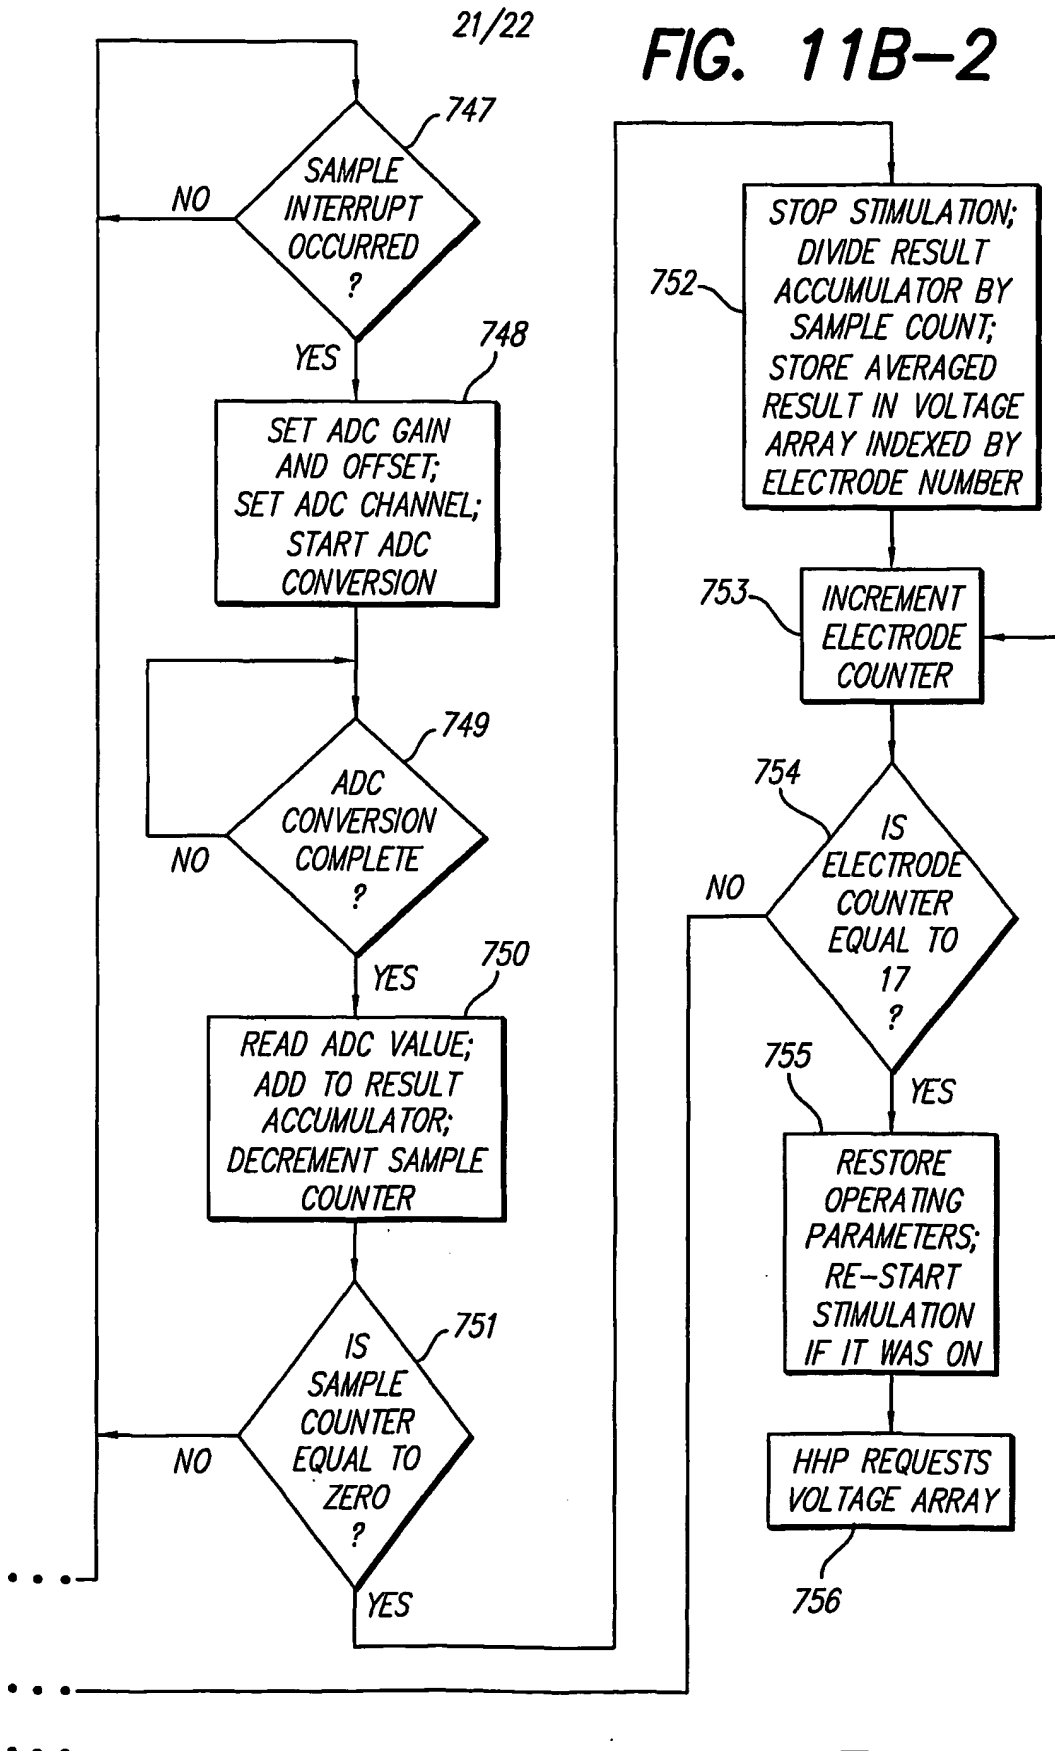 21/22
FIG. 11B-2
747
SAMPLE
INTERRUPT
OCCURRED
?
NO
YES
748
SET ADC GAIN
AND OFFSET;
SET ADC CHANNEL;
START ADC
CONVERSION
749
ADC
CONVERSION
COMPLETE
?
NO
YES
750
READ ADC VALUE;
ADD TO RESULT
ACCUMULATOR;
DECREMENT SAMPLE
COUNTER
751
IS
SAMPLE
COUNTER
EQUAL TO
ZERO
?
NO
YES
752
STOP STIMULATION;
DIVIDE RESULT
ACCUMULATOR BY
SAMPLE COUNT;
STORE AVERAGED
RESULT IN VOLTAGE
ARRAY INDEXED BY
ELECTRODE NUMBER
753
INCREMENT
ELECTRODE
COUNTER
754
IS
ELECTRODE
COUNTER
EQUAL TO
17
?
NO
YES
755
RESTORE
OPERATING
PARAMETERS;
RE-START
STIMULATION
IF IT WAS ON
HHP REQUESTS
VOLTAGE ARRAY
756